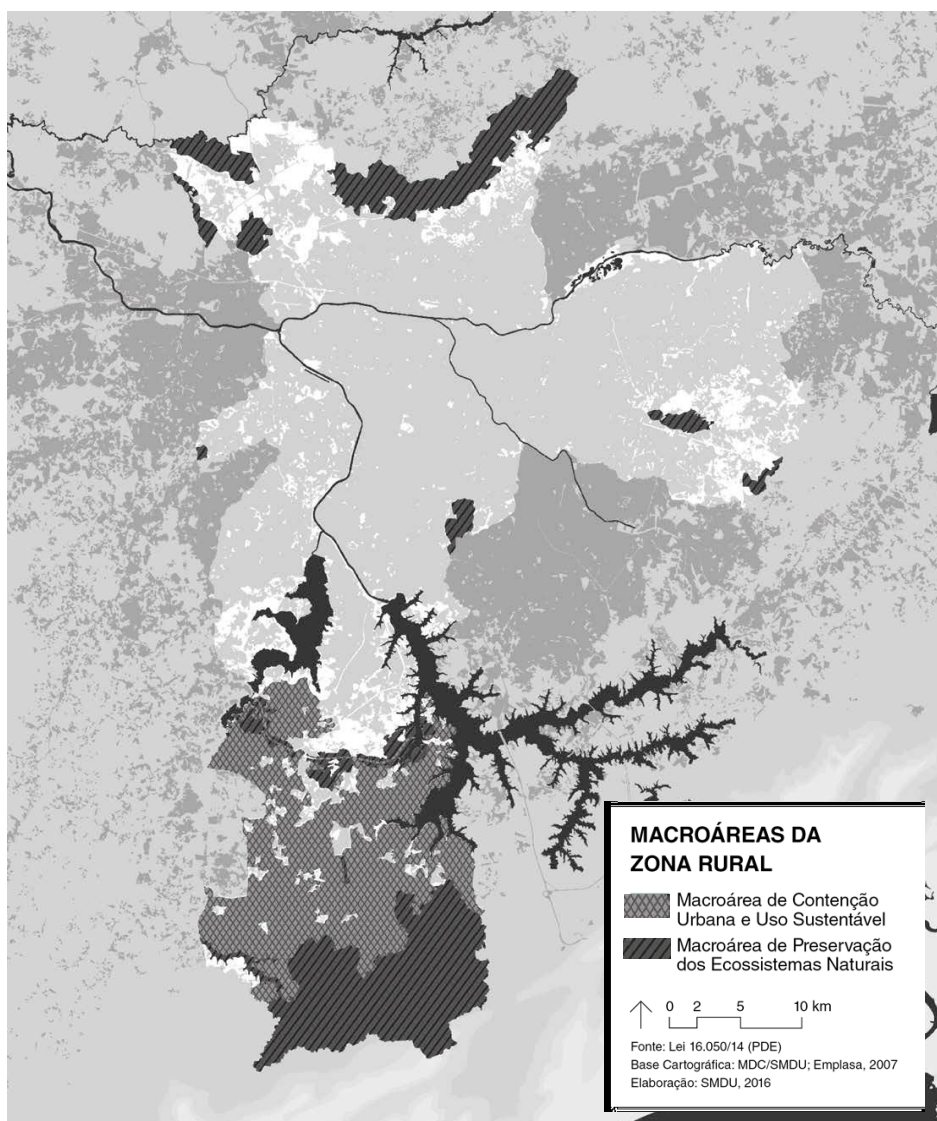 MACROÁREAS DA
ZONA RURAL
Macroárea de Contenção
Urbana e Uso Sustentável
Macroárea de Preservação
dos Ecossistemas Naturais
0 2 5 10 km
Fonte: Lei 16.050/14 (PDE)
Base Cartográfica: MDC/SMDU; Emplasa, 2007
Elaboração: SMDU, 2016